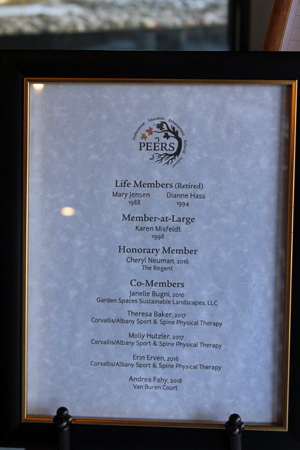 PEERS
Life Members (Retired)
Mary Jensen Dianne Hass
1988 1994
Member-at-Large
Karen Misfeldt
1998
Honorary Member
Cheryl Neuman, 2016
The Regent
Co-Members
Janelle Bugni, 2010
Garden Spaces Sustainable Landscapes, LLC
Theresa Baker, 2017
Corvallis/Albany Sport & Spine Physical Therapy
Molly Hutzler, 2017
Corvallis/Albany Sport & Spine Physical Therapy
Erin Erven, 2016
Corvallis/Albany Sport & Spine Physical Therapy
Andrea Fahy, 2018
Van Buren Court